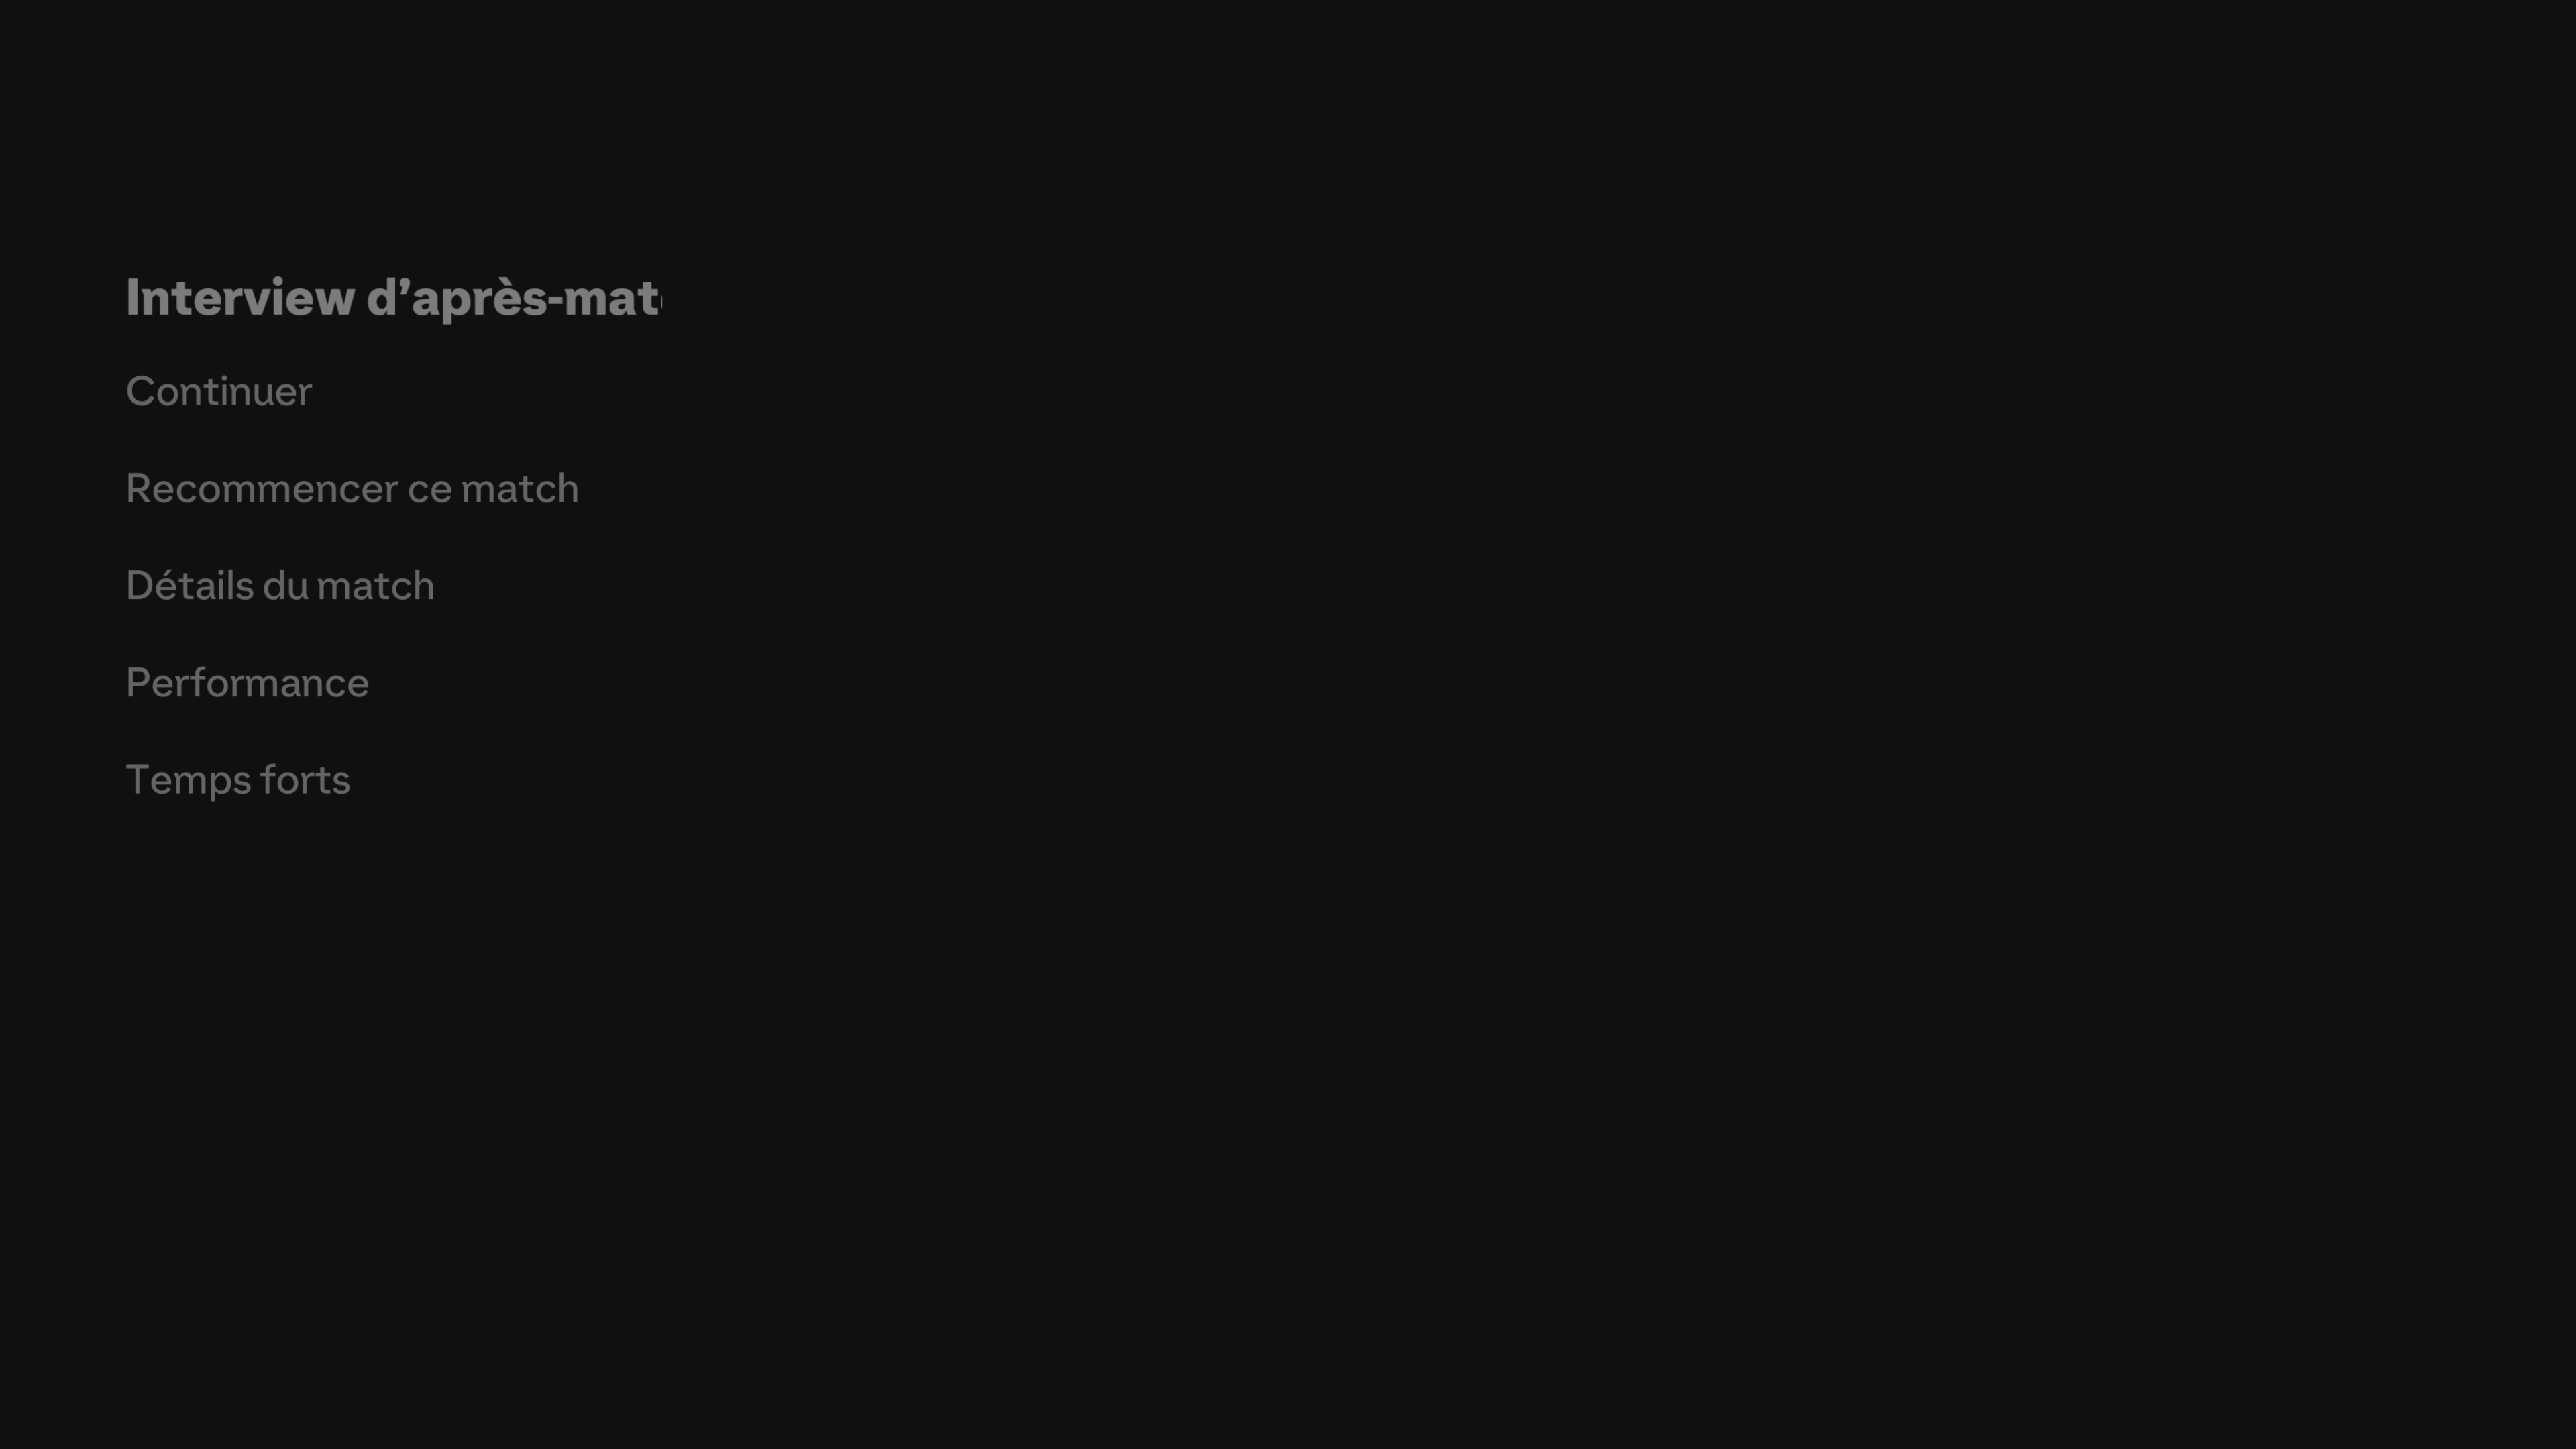 Interview d’après-mat
Continuer
Recommencer ce match
Détails du match
Performance
Temps forts